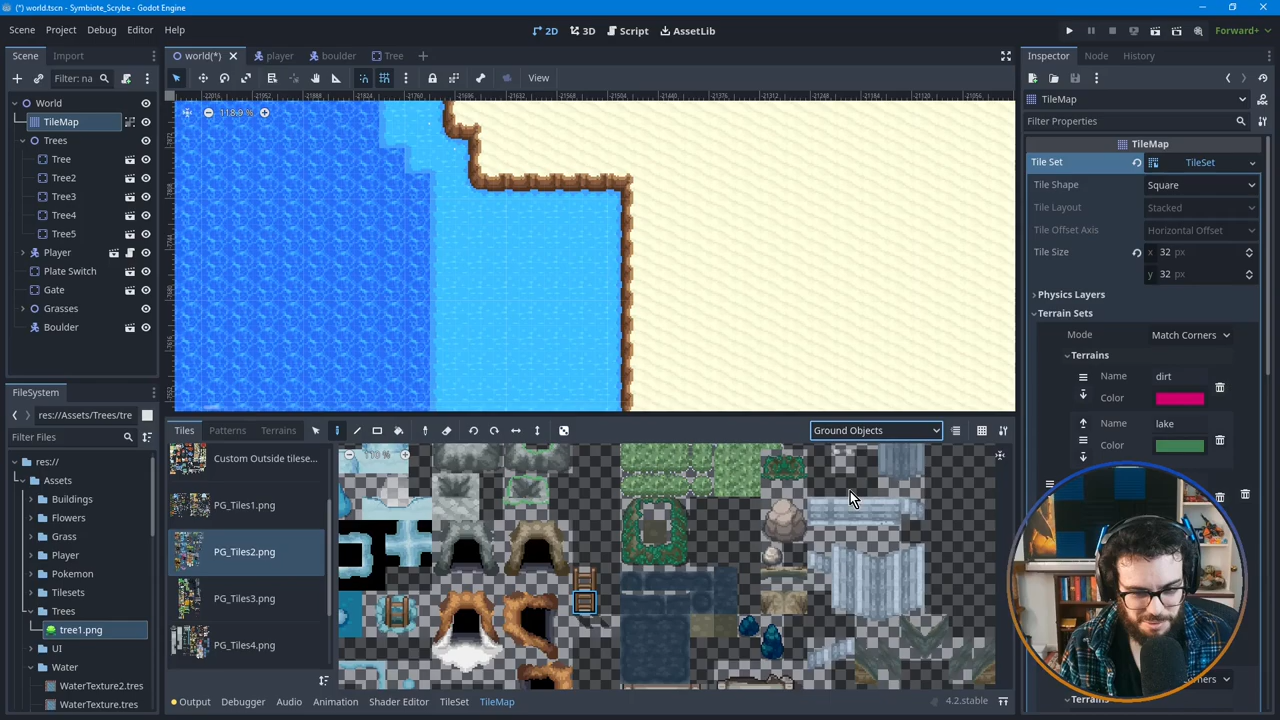 (*) world.tscn - Symbiote_Scrybe - Godot Engine
Scene Project Debug Editor Help
2D 3D Script AssetLib
Forward+
Scene Import
world(*) player boulder Tree
Inspector Node History
Filter: na
View
TileMap
Filter Properties
World
TileMap
Trees
Tree
Tree2
Tree3
Tree4
Tree5
Player
Plate Switch
Gate
Grasses
Boulder
118.9 %
TileMap
Tile Set TileSet
Tile Shape Square
Tile Layout Stacked
Tile Offset Axis Horizontal Offset
Tile Size x 32 px
y 32 px
Physics Layers
Terrain Sets
Mode Match Corners
Terrains
Name dirt
Color
Name lake
Color
FileSystem
res://Assets/Trees/tre
Filter Files
res://
Assets
Buildings
Flowers
Grass
Player
Pokemon
Tilesets
Trees
tree1.png
UI
Water
WaterTexture2.tres
WaterTexture.tres
Tiles Patterns Terrains
Ground Objects
Custom Outside tilese...
PG_Tiles1.png
PG_Tiles2.png
PG_Tiles3.png
PG_Tiles4.png
110 %
Output Debugger Audio Animation Shader Editor TileSet TileMap
4.2.stable